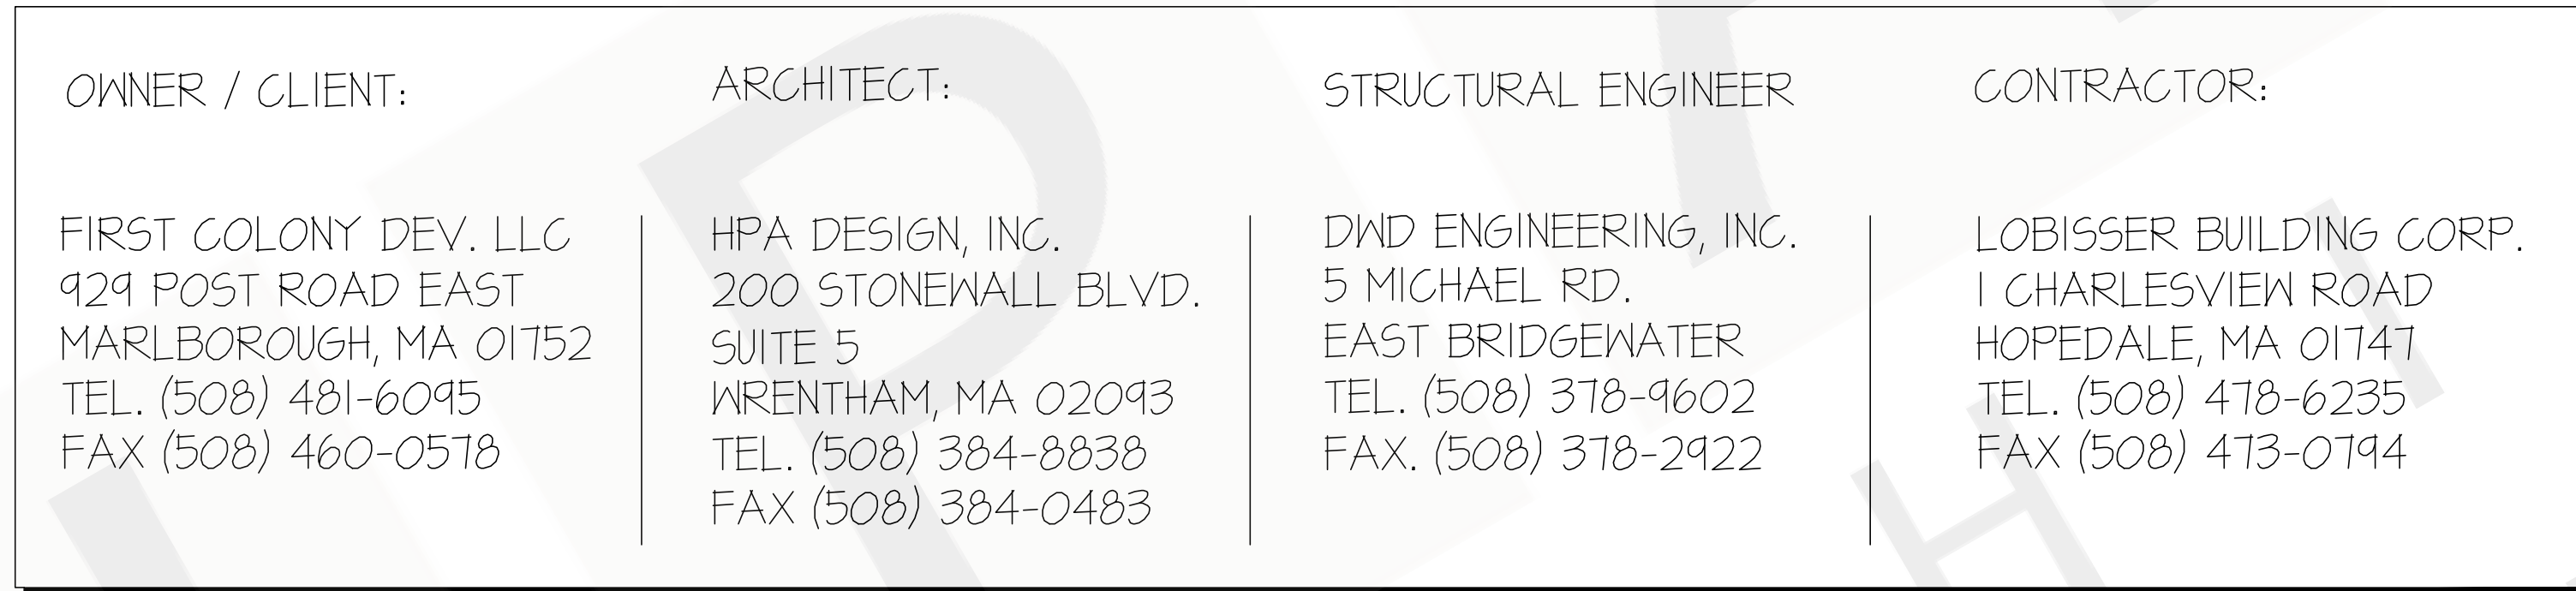 OWNER / CLIENT:
FIRST COLONY DEV. LLC
929 POST ROAD EAST
MARLBOROUGH, MA 01752
TEL. (508) 481-6095
FAX (508) 460-0578
ARCHITECT:
HPA DESIGN, INC.
200 STONEWALL BLVD.
SUITE 5
WRENTHAM, MA 02093
TEL. (508) 384-8838
FAX (508) 384-0483
STRUCTURAL ENGINEER
DWD ENGINEERING, INC.
5 MICHAEL RD.
EAST BRIDGEWATER
TEL. (508) 378-9602
FAX. (508) 378-2922
CONTRACTOR:
LOBISSER BUILDING CORP.
1 CHARLESVIEW ROAD
HOPEDALE, MA 01747
TEL. (508) 478-6235
FAX (508) 473-0794